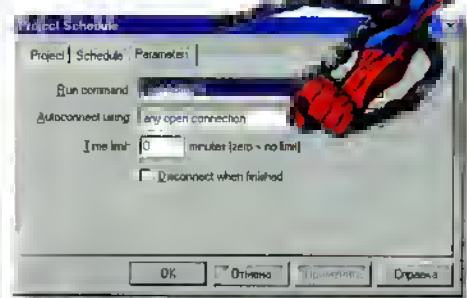 Project Schedule
Project Schedule Parameters
Run command
Autoconnect using: any open connection
Time limit: 0 minutes (zero - no limit)
Disconnect when finished
OK Отмена Применить Справка